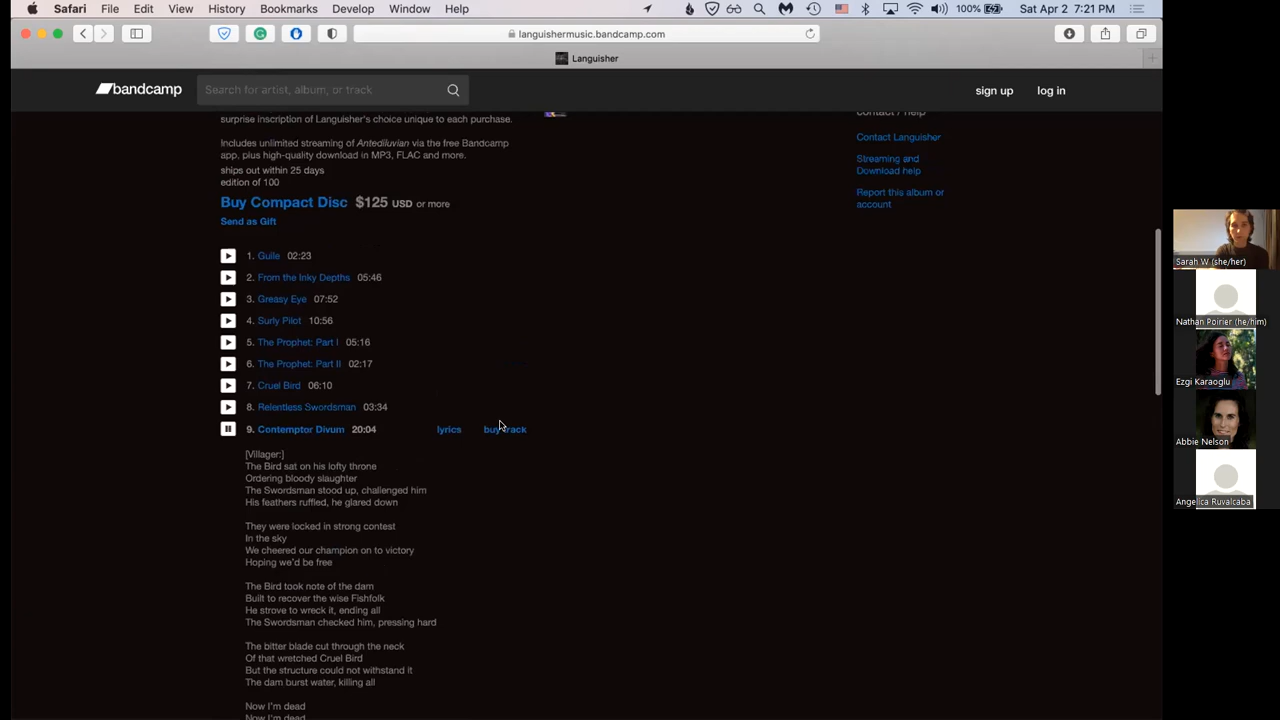 Safari File Edit View History Bookmarks Develop Window Help 100% Sat Apr 2 7:21 PM
languishermusic.bandcamp.com
Languisher
bandcamp Search for artist, album, or track sign up log in
surprise inscription of Languisher's choice unique to each purchase.
contact / help
Includes unlimited streaming of Antediluvian via the free Bandcamp
app, plus high-quality download in MP3, FLAC and more.
ships out within 25 days
edition of 100
Buy Compact Disc $125 USD or more
Send as Gift
Contact Languisher
Streaming and
Download help
Report this album or
account
1. Guile 02:23
2. From the Inky Depths 05:46
3. Greasy Eye 07:52
4. Surly Pilot 10:56
5. The Prophet: Part I 05:16
6. The Prophet: Part II 02:17
7. Cruel Bird 06:10
8. Relentless Swordsman 03:34
9. Contemptor Divum 20:04 lyrics buy track
[Villager:]
The Bird sat on his lofty throne
Ordering bloody slaughter
The Swordsman stood up, challenged him
His feathers ruffled, he glared down
They were locked in strong contest
In the sky
We cheered our champion on to victory
Hoping we'd be free
The Bird took note of the dam
Built to recover the wise Fishfolk
He strove to wreck it, ending all
The Swordsman checked him, pressing hard
The bitter blade cut through the neck
Of that wretched Cruel Bird
But the structure could not withstand it
The dam burst water, killing all
Now I'm dead
Now I'm dead
Sarah W (she/her)
Nathan Poirier (he/him)
Ezgi Karaoglu
Abbie Nelson
Angelica Ruvalcaba